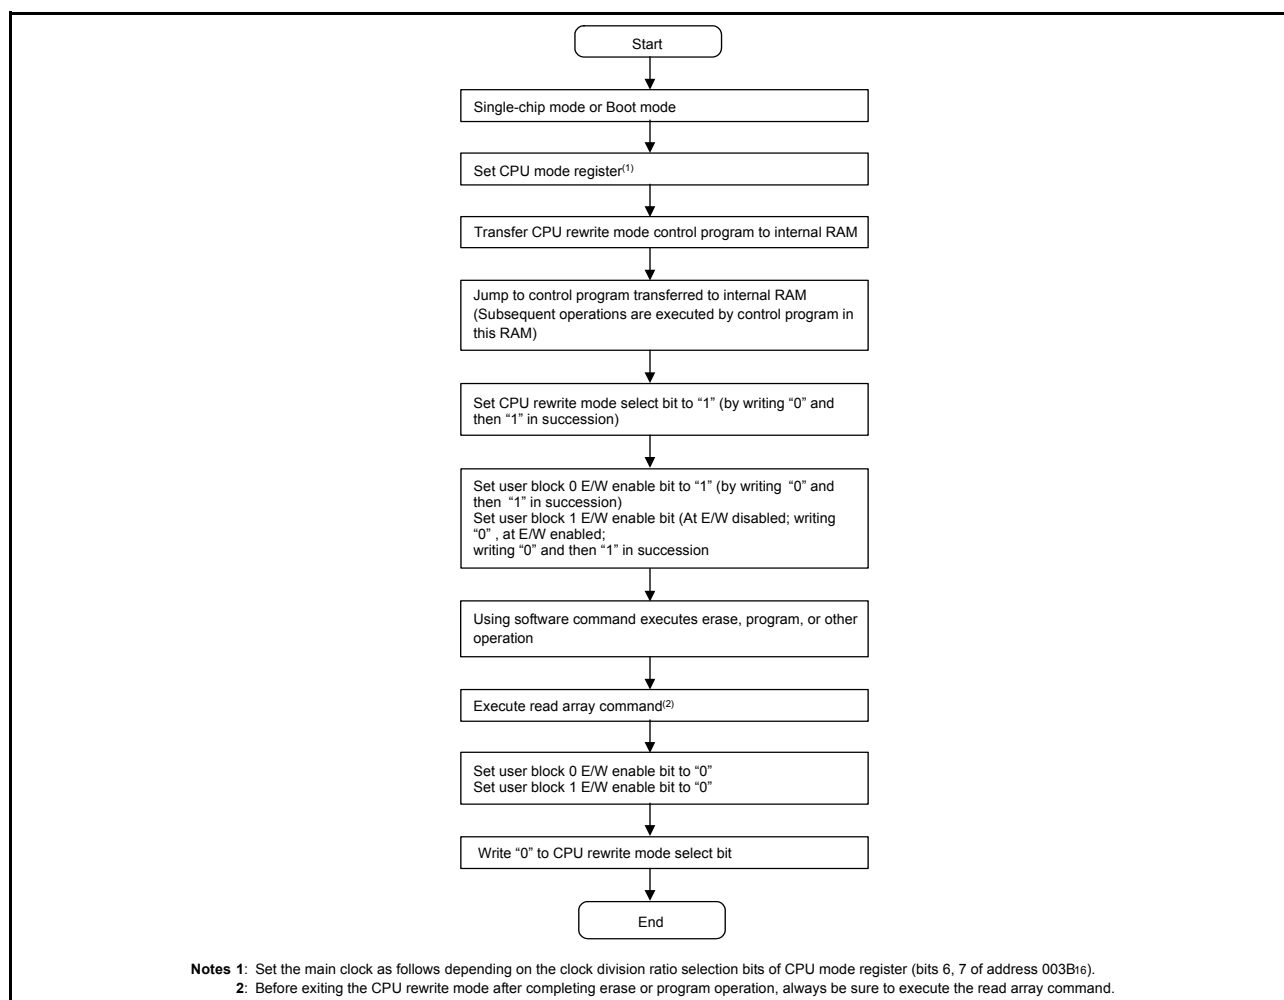 Start
Single-chip mode or Boot mode
Set CPU mode register(1)
Transfer CPU rewrite mode control program to internal RAM
Jump to control program transferred to internal RAM
(Subsequent operations are executed by control program in
this RAM)
Set CPU rewrite mode select bit to “1” (by writing “0” and
then “1” in succession)
Set user block 0 E/W enable bit to “1” (by writing “0” and
then “1” in succession)
Set user block 1 E/W enable bit (At E/W disabled; writing
“0” , at E/W enabled;
writing “0” and then “1” in succession
Using software command executes erase, program, or other
operation
Execute read array command(2)
Set user block 0 E/W enable bit to “0”
Set user block 1 E/W enable bit to “0”
Write “0” to CPU rewrite mode select bit
End
Notes 1: Set the main clock as follows depending on the clock division ratio selection bits of CPU mode register (bits 6, 7 of address 003B16).
2: Before exiting the CPU rewrite mode after completing erase or program operation, always be sure to execute the read array command.